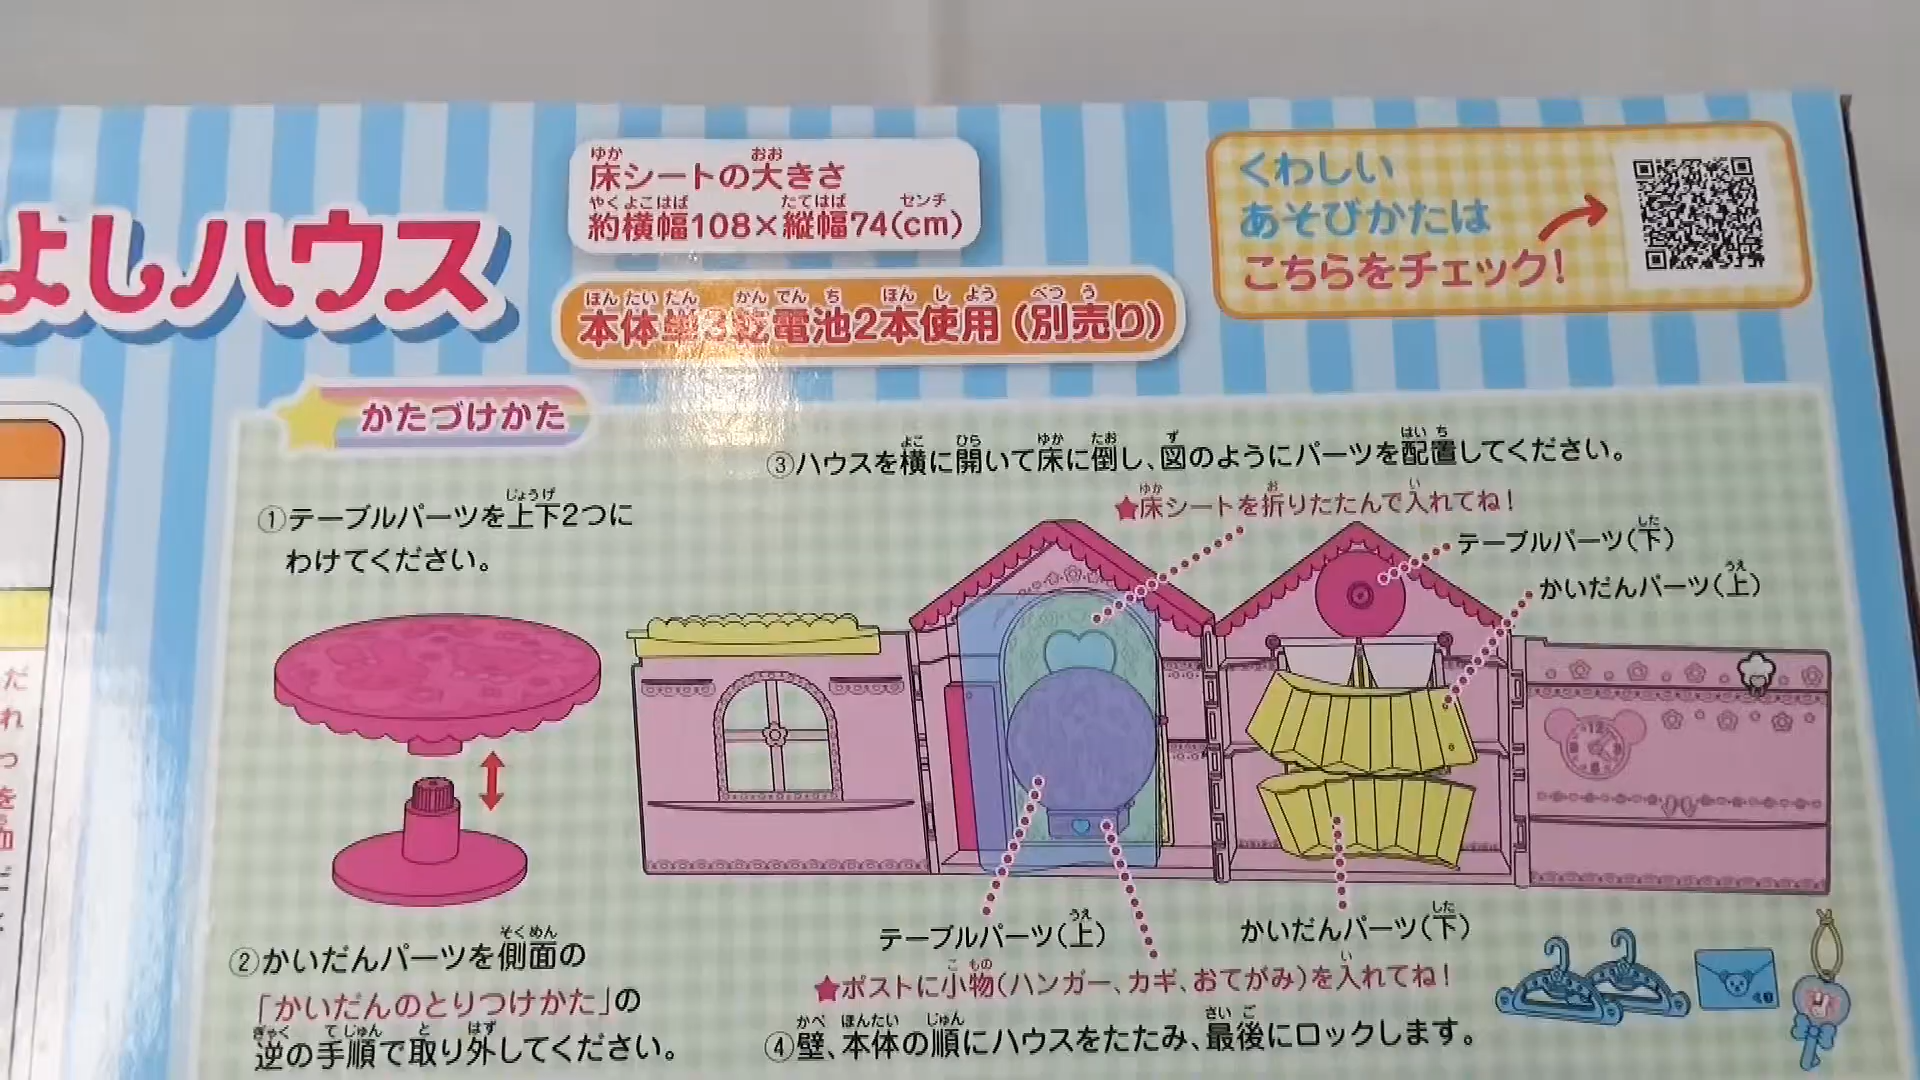 よしハウス
床シートの大きさ
約横幅108×縦幅74(cm)
本体単3乾電池2本使用(別売り)
くわしい
あそびかたは
こちらをチェック!
かたづけかた
①テーブルパーツを上下2つに
わけてください。
②かいだんパーツを側面の
「かいだんのとりつけかた」の
逆の手順で取り外してください。
③ハウスを横に開いて床に倒し、図のようにパーツを配置してください。
★床シートを折りたたんで入れてね!
テーブルパーツ(下)
かいだんパーツ(上)
テーブルパーツ(上)
かいだんパーツ(下)
★ポストに小物(ハンガー、カギ、おてがみ)を入れてね!
④壁、本体の順にハウスをたたみ、最後にロックします。